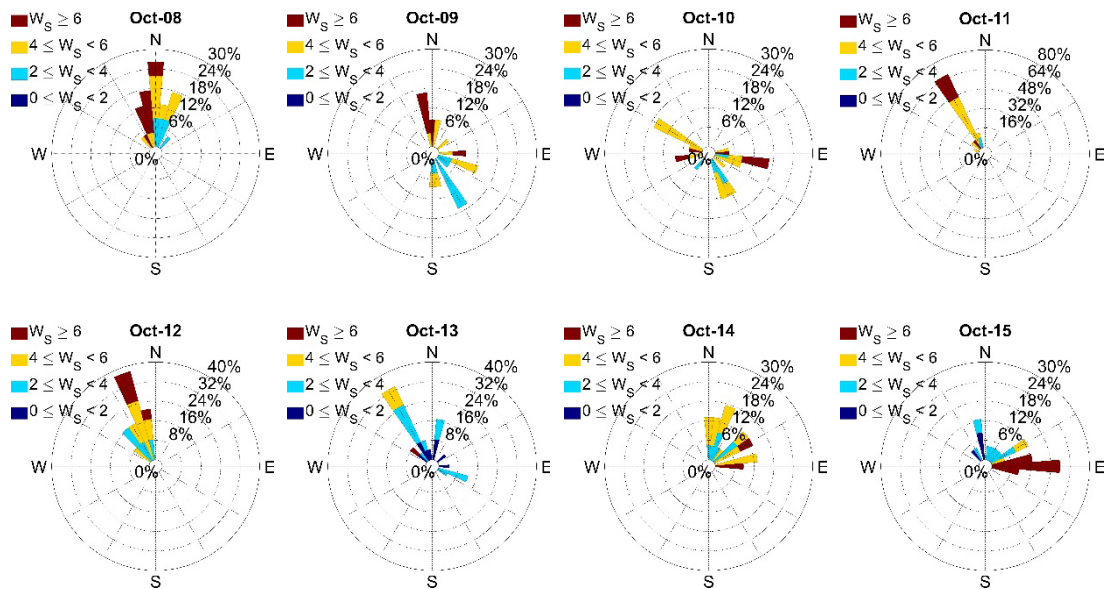 Oct-08
W_S ≥ 6
4 ≤ W_S < 6
2 ≤ W_S < 4
0 ≤ W_S < 2
N
30%
24%
18%
12%
6%
0%
W
E
S
Oct-09
W_S ≥ 6
4 ≤ W_S < 6
2 ≤ W_S < 4
0 ≤ W_S < 2
N
30%
24%
18%
12%
6%
0%
W
E
S
Oct-10
W_S ≥ 6
4 ≤ W_S < 6
2 ≤ W_S < 4
0 ≤ W_S < 2
N
30%
24%
18%
12%
6%
0%
W
E
S
Oct-11
W_S ≥ 6
4 ≤ W_S < 6
2 ≤ W_S < 4
0 ≤ W_S < 2
N
80%
64%
48%
32%
16%
0%
W
E
S
Oct-12
W_S ≥ 6
4 ≤ W_S < 6
2 ≤ W_S < 4
0 ≤ W_S < 2
N
40%
32%
24%
16%
8%
0%
W
E
S
Oct-13
W_S ≥ 6
4 ≤ W_S < 6
2 ≤ W_S < 4
0 ≤ W_S < 2
N
40%
32%
24%
16%
8%
0%
W
E
S
Oct-14
W_S ≥ 6
4 ≤ W_S < 6
2 ≤ W_S < 4
0 ≤ W_S < 2
N
30%
24%
18%
12%
6%
0%
W
E
S
Oct-15
W_S ≥ 6
4 ≤ W_S < 6
2 ≤ W_S < 4
0 ≤ W_S < 2
N
30%
24%
18%
12%
6%
0%
W
E
S